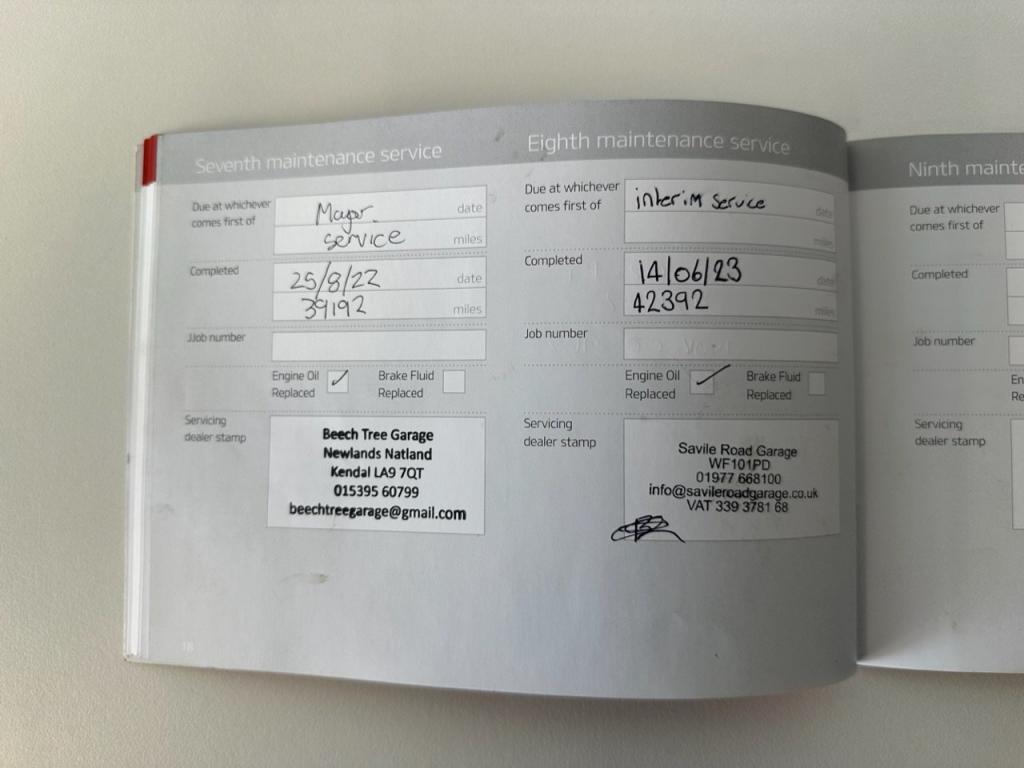 Seventh maintenance service
Due at whichever
comes first of
Major
date
service
miles
Completed
25/8/22
date
39192
miles
JJob number
Engine Oil
Replaced
Brake Fluid
Replaced
Servicing
dealer stamp
Beech Tree Garage
Newlands Natland
Kendal LA9 7QT
015395 60799
beechtreegarage@gmail.com
18
Eighth maintenance service
Due at whichever
comes first of
interim service
date
miles
Completed
14/06/23
date
42392
miles
Job number
Engine Oil
Replaced
Brake Fluid
Replaced
Servicing
dealer stamp
Savile Road Garage
WF101PD
01977 668100
info@savileroadgarage.co.uk
VAT 339 3781 68
Ninth mainte
Due at whichever
comes first of
Completed
Job number
En
Re
Servicing
dealer stamp